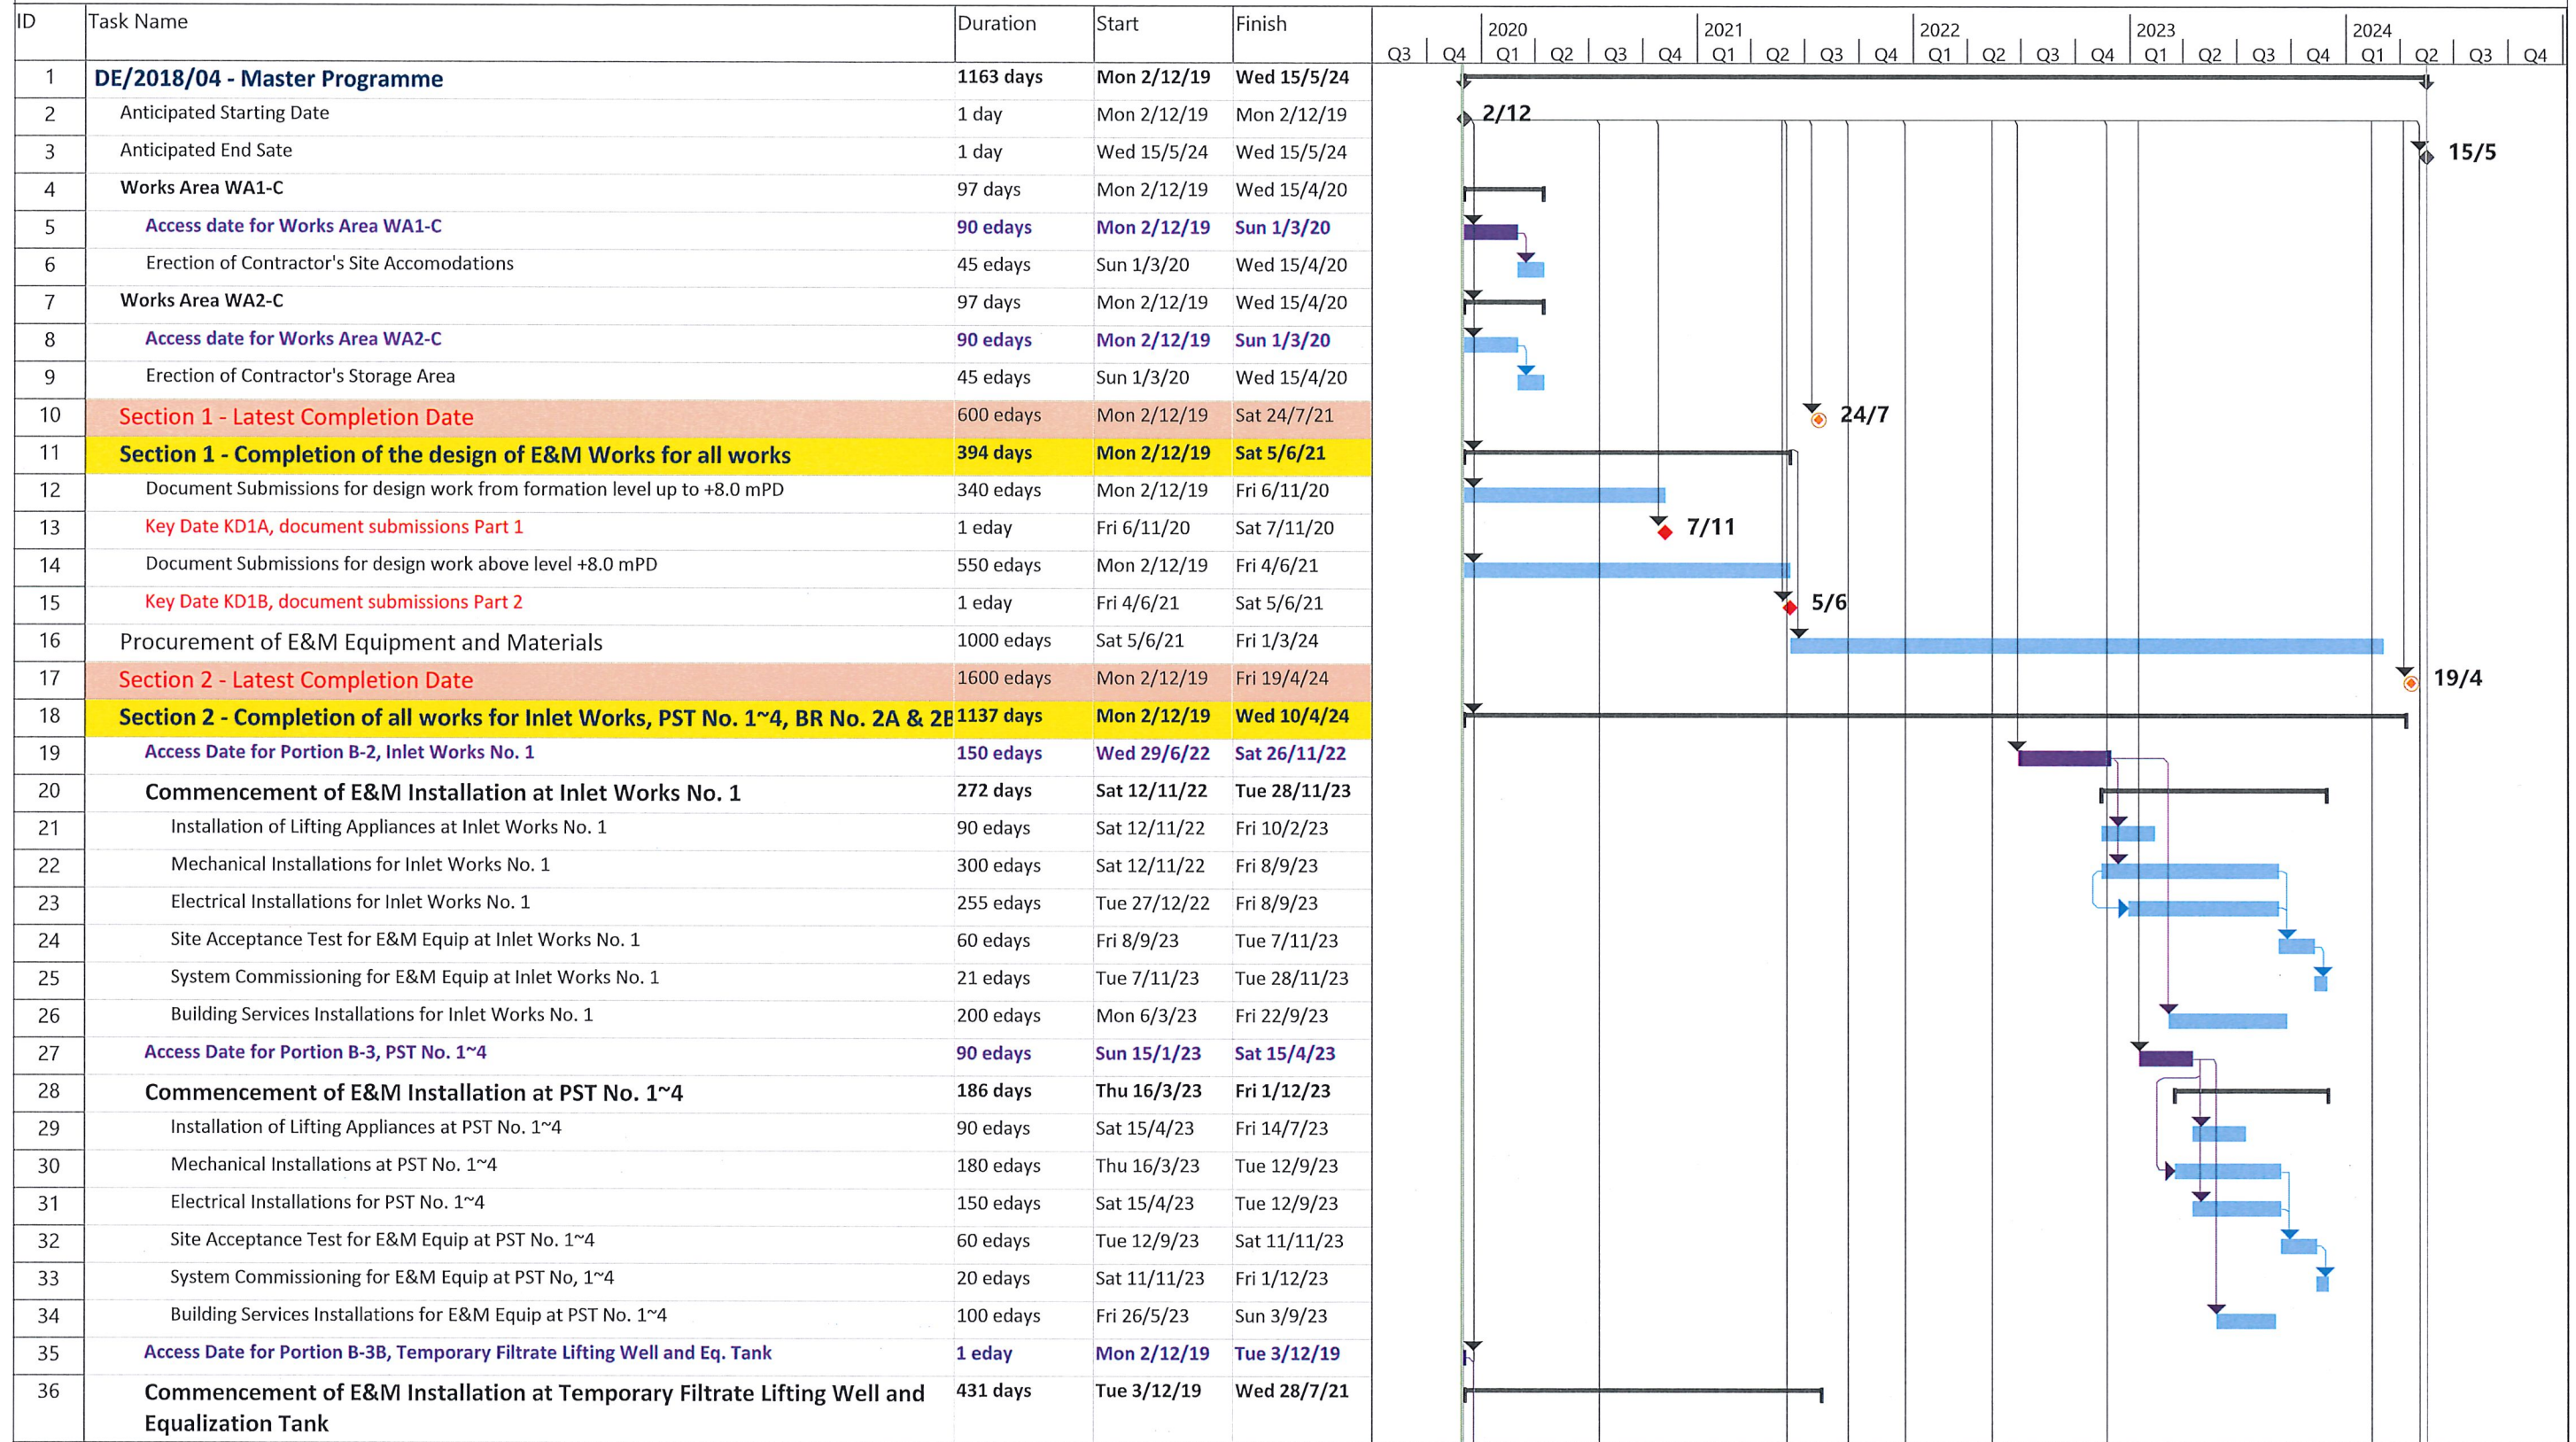 ID Task Name Duration Start Finish
2020 2021 2022 2023 2024
Q3 Q4 Q1 Q2 Q3 Q4 Q1 Q2 Q3 Q4 Q1 Q2 Q3 Q4 Q1 Q2 Q3 Q4 Q1 Q2 Q3 Q4
1 DE/2018/04 - Master Programme 1163 days Mon 2/12/19 Wed 15/5/24
2 Anticipated Starting Date 1 day Mon 2/12/19 Mon 2/12/19 2/12
3 Anticipated End Sate 1 day Wed 15/5/24 Wed 15/5/24 15/5
4 Works Area WA1-C 97 days Mon 2/12/19 Wed 15/4/20
5 Access date for Works Area WA1-C 90 edays Mon 2/12/19 Sun 1/3/20
6 Erection of Contractor's Site Accomodations 45 edays Sun 1/3/20 Wed 15/4/20
7 Works Area WA2-C 97 days Mon 2/12/19 Wed 15/4/20
8 Access date for Works Area WA2-C 90 edays Mon 2/12/19 Sun 1/3/20
9 Erection of Contractor's Storage Area 45 edays Sun 1/3/20 Wed 15/4/20
10 Section 1 - Latest Completion Date 600 edays Mon 2/12/19 Sat 24/7/21 24/7
11 Section 1 - Completion of the design of E&M Works for all works 394 days Mon 2/12/19 Sat 5/6/21
12 Document Submissions for design work from formation level up to +8.0 mPD 340 edays Mon 2/12/19 Fri 6/11/20
13 Key Date KD1A, document submissions Part 1 1 eday Fri 6/11/20 Sat 7/11/20 7/11
14 Document Submissions for design work above level +8.0 mPD 550 edays Mon 2/12/19 Fri 4/6/21
15 Key Date KD1B, document submissions Part 2 1 eday Fri 4/6/21 Sat 5/6/21 5/6
16 Procurement of E&M Equipment and Materials 1000 edays Sat 5/6/21 Fri 1/3/24
17 Section 2 - Latest Completion Date 1600 edays Mon 2/12/19 Fri 19/4/24 19/4
18 Section 2 - Completion of all works for Inlet Works, PST No. 1~4, BR No. 2A & 2B 1137 days Mon 2/12/19 Wed 10/4/24
19 Access Date for Portion B-2, Inlet Works No. 1 150 edays Wed 29/6/22 Sat 26/11/22
20 Commencement of E&M Installation at Inlet Works No. 1 272 days Sat 12/11/22 Tue 28/11/23
21 Installation of Lifting Appliances at Inlet Works No. 1 90 edays Sat 12/11/22 Fri 10/2/23
22 Mechanical Installations for Inlet Works No. 1 300 edays Sat 12/11/22 Fri 8/9/23
23 Electrical Installations for Inlet Works No. 1 255 edays Tue 27/12/22 Fri 8/9/23
24 Site Acceptance Test for E&M Equip at Inlet Works No. 1 60 edays Fri 8/9/23 Tue 7/11/23
25 System Commissioning for E&M Equip at Inlet Works No. 1 21 edays Tue 7/11/23 Tue 28/11/23
26 Building Services Installations for Inlet Works No. 1 200 edays Mon 6/3/23 Fri 22/9/23
27 Access Date for Portion B-3, PST No. 1~4 90 edays Sun 15/1/23 Sat 15/4/23
28 Commencement of E&M Installation at PST No. 1~4 186 days Thu 16/3/23 Fri 1/12/23
29 Installation of Lifting Appliances at PST No. 1~4 90 edays Sat 15/4/23 Fri 14/7/23
30 Mechanical Installations at PST No. 1~4 180 edays Thu 16/3/23 Tue 12/9/23
31 Electrical Installations for PST No. 1~4 150 edays Sat 15/4/23 Tue 12/9/23
32 Site Acceptance Test for E&M Equip at PST No. 1~4 60 edays Tue 12/9/23 Sat 11/11/23
33 System Commissioning for E&M Equip at PST No, 1~4 20 edays Sat 11/11/23 Fri 1/12/23
34 Building Services Installations for E&M Equip at PST No. 1~4 100 edays Fri 26/5/23 Sun 3/9/23
35 Access Date for Portion B-3B, Temporary Filtrate Lifting Well and Eq. Tank 1 eday Mon 2/12/19 Tue 3/12/19
36 Commencement of E&M Installation at Temporary Filtrate Lifting Well and 431 days Tue 3/12/19 Wed 28/7/21
Equalization Tank